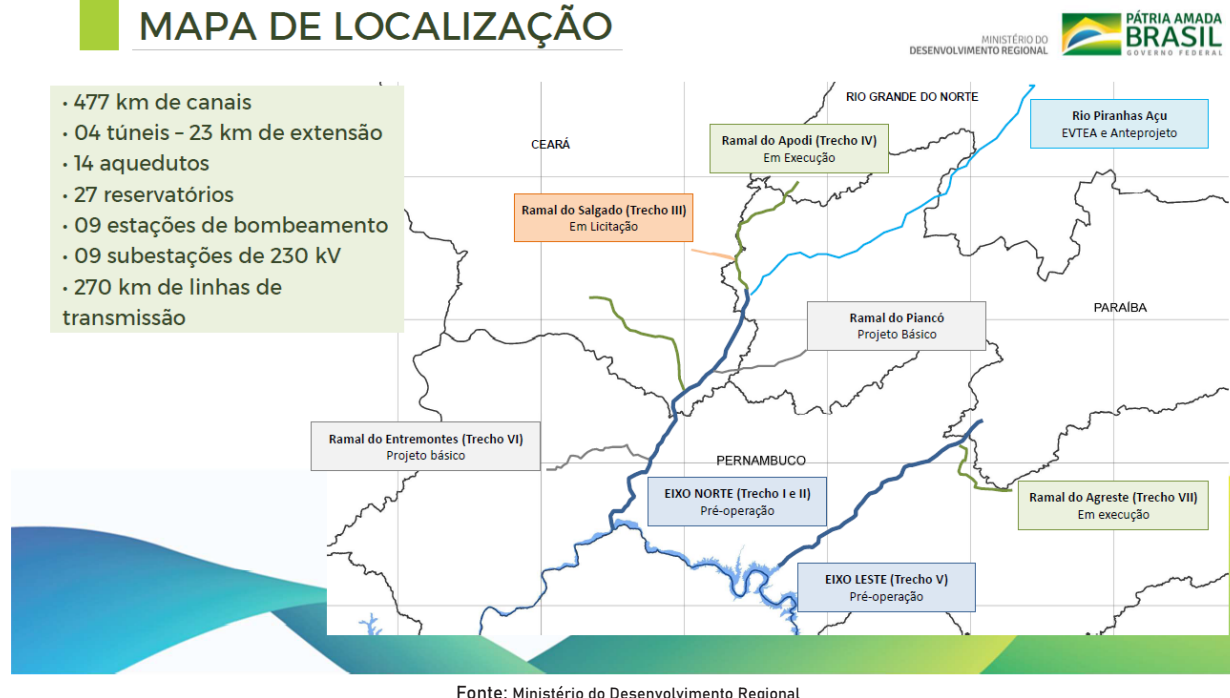 MAPA DE LOCALIZAÇÃO
MINISTÉRIO DO
DESENVOLVIMENTO REGIONAL
PÁTRIA AMADA
BRASIL
GOVERNO FEDERAL
• 477 km de canais
• 04 túneis – 23 km de extensão
• 14 aquedutos
• 27 reservatórios
• 09 estações de bombeamento
• 09 subestações de 230 kV
• 270 km de linhas de
transmissão
RIO GRANDE DO NORTE
Rio Piranhas Açu
EVTEA e Anteprojeto
CEARÁ
Ramal do Apodi (Trecho IV)
Em Execução
Ramal do Salgado (Trecho III)
Em Licitação
PARAÍBA
Ramal do Piancó
Projeto Básico
Ramal do Entremontes (Trecho VI)
Projeto básico
PERNAMBUCO
EIXO NORTE (Trecho I e II)
Pré-operação
Ramal do Agreste (Trecho VII)
Em execução
EIXO LESTE (Trecho V)
Pré-operação
Fonte: Ministério do Desenvolvimento Regional